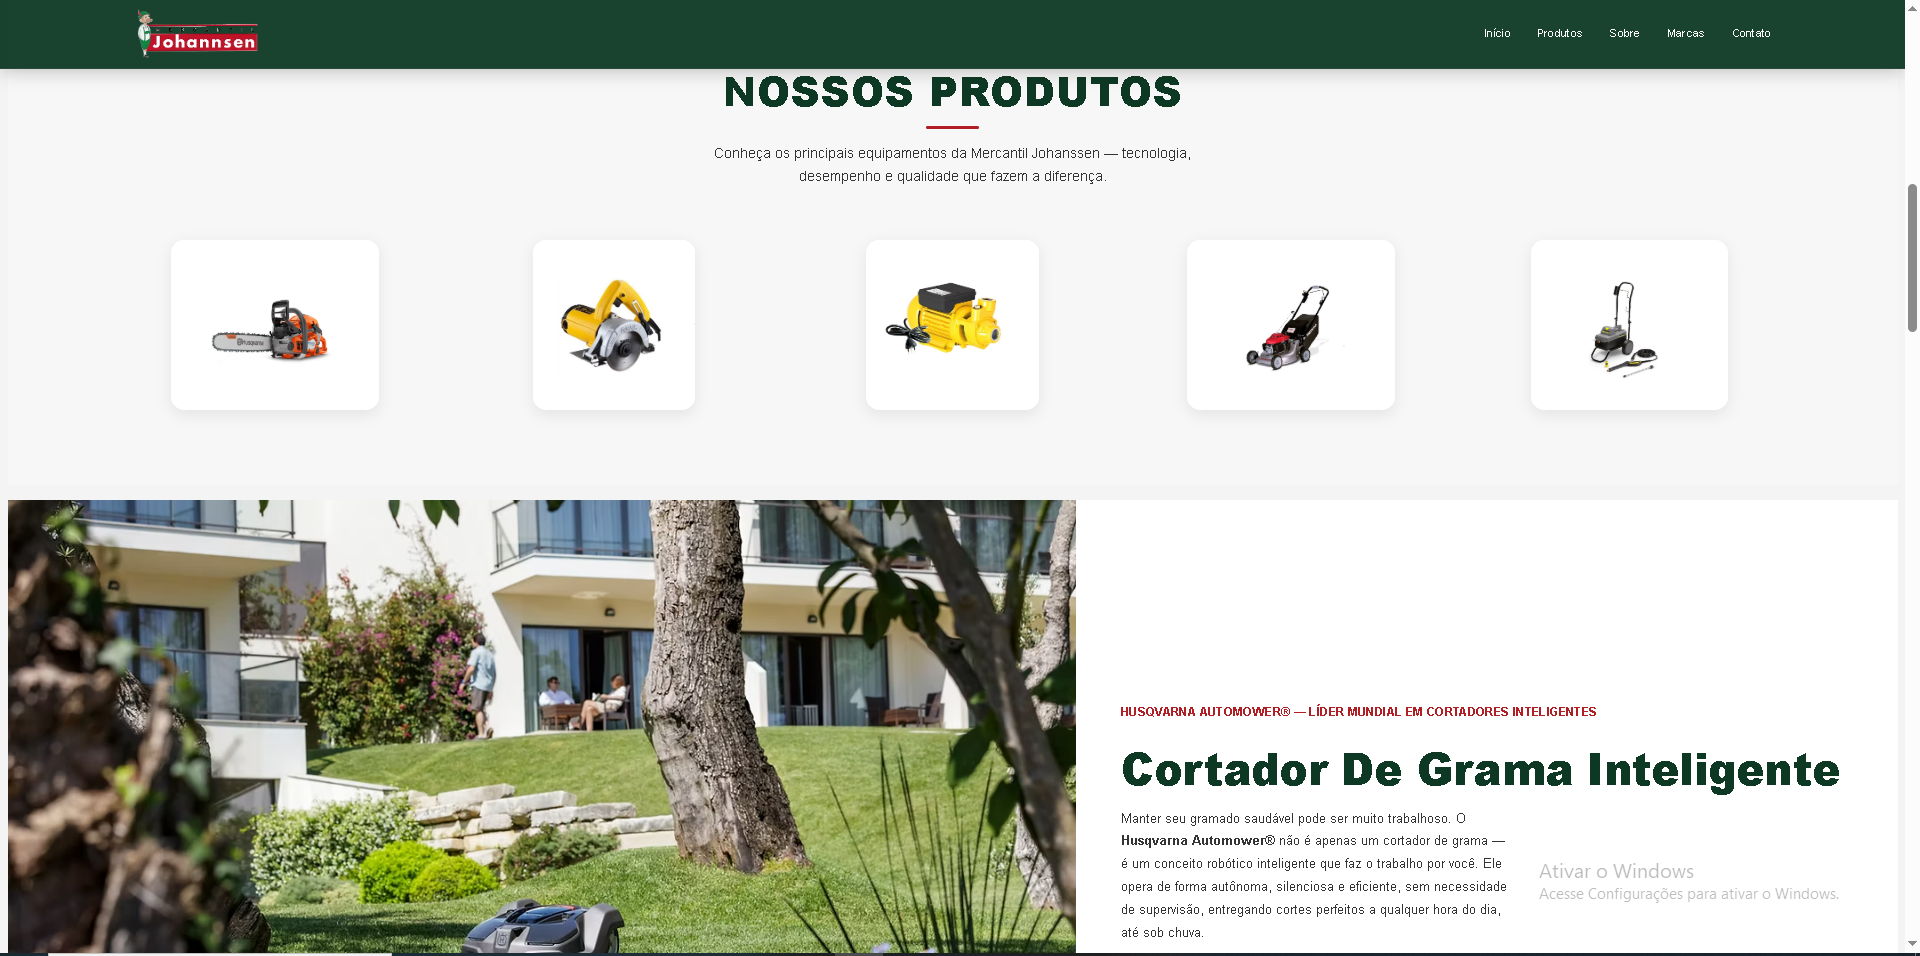 Johannsen
Início Produtos Sobre Marcas Contato
NOSSOS PRODUTOS
Conheça os principais equipamentos da Mercantil Johanssen — tecnologia,
desempenho e qualidade que fazem a diferença.
Husqvarna
HUSQVARNA AUTOMOWER® — LÍDER MUNDIAL EM CORTADORES INTELIGENTES
Cortador De Grama Inteligente
Manter seu gramado saudável pode ser muito trabalhoso. O
Husqvarna Automower® não é apenas um cortador de grama —
é um conceito robótico inteligente que faz o trabalho por você. Ele
opera de forma autônoma, silenciosa e eficiente, sem necessidade
de supervisão, entregando cortes perfeitos a qualquer hora do dia,
até sob chuva.
Ativar o Windows
Acesse Configurações para ativar o Windows.